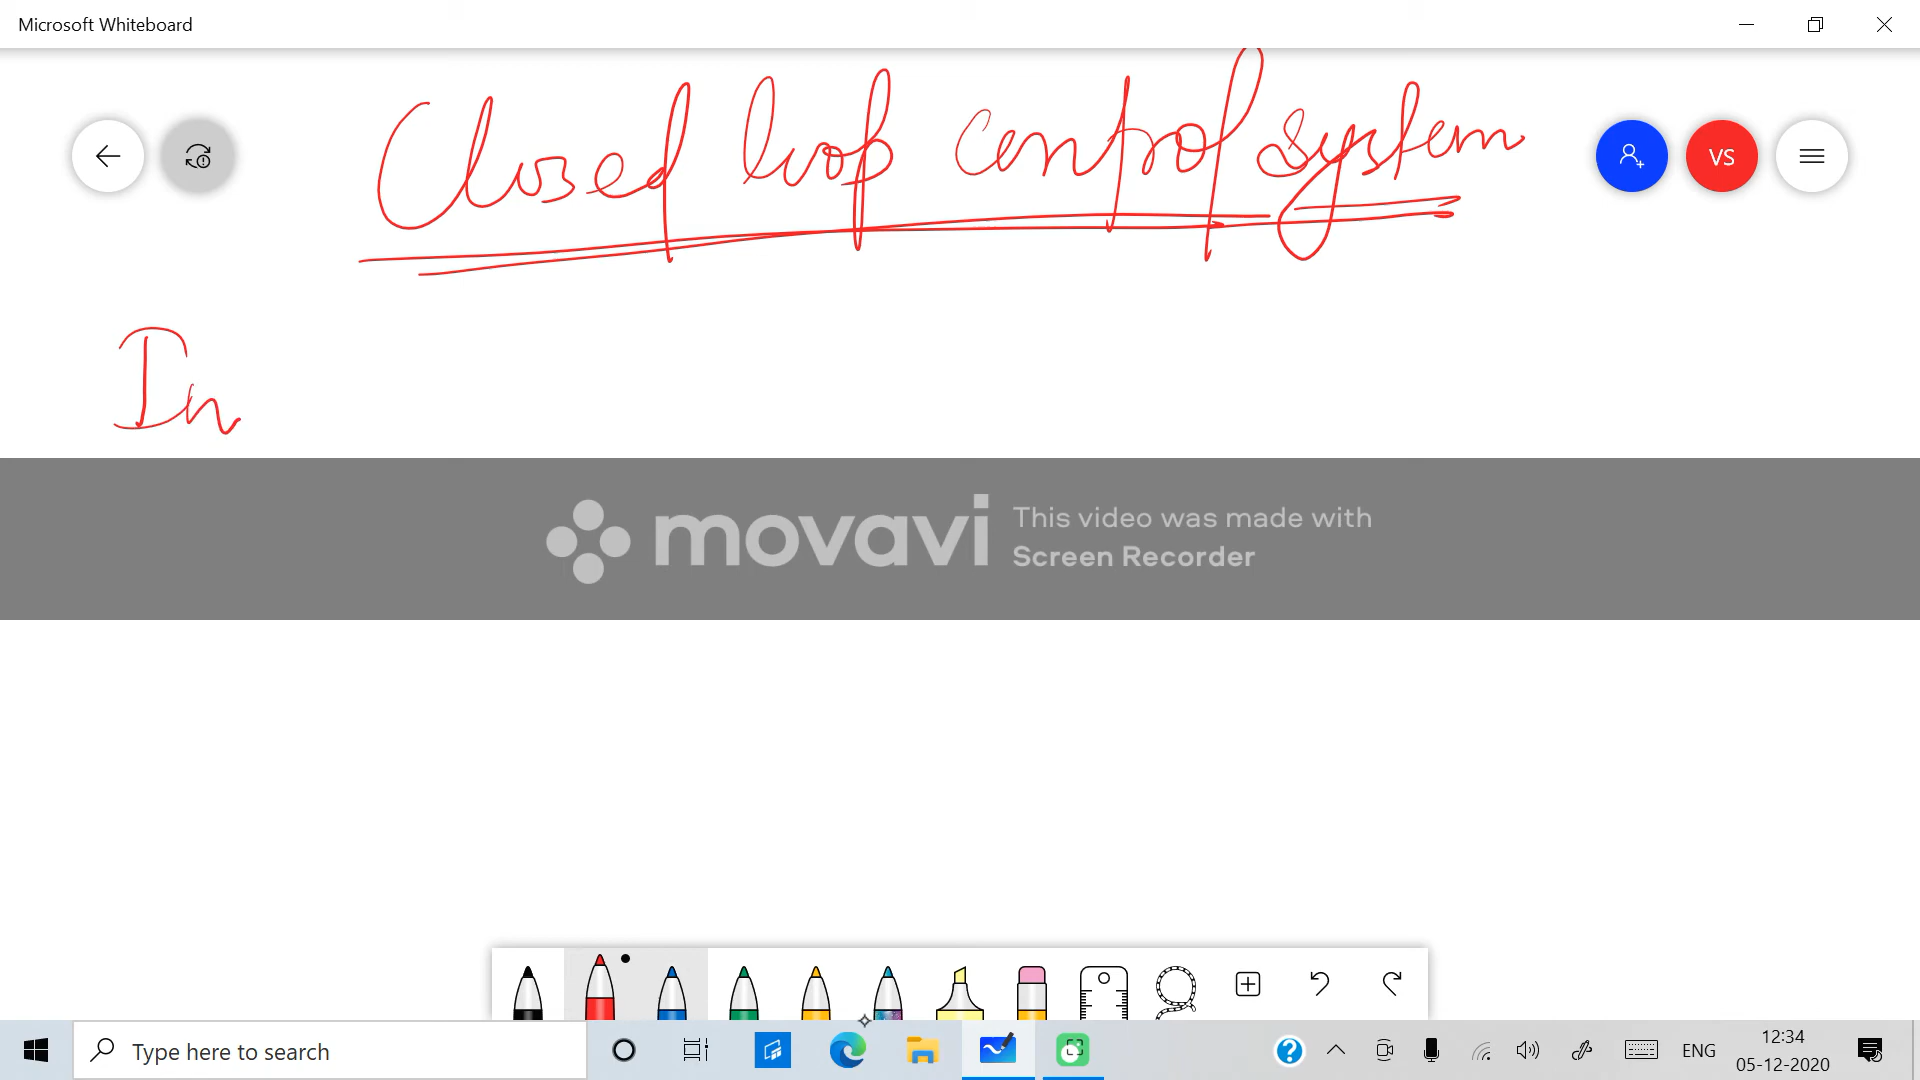 Microsoft Whiteboard
Closed loop control system
VS
In
movavi
This video was made with
Screen Recorder
Type here to search
ENG
12:34
05-12-2020